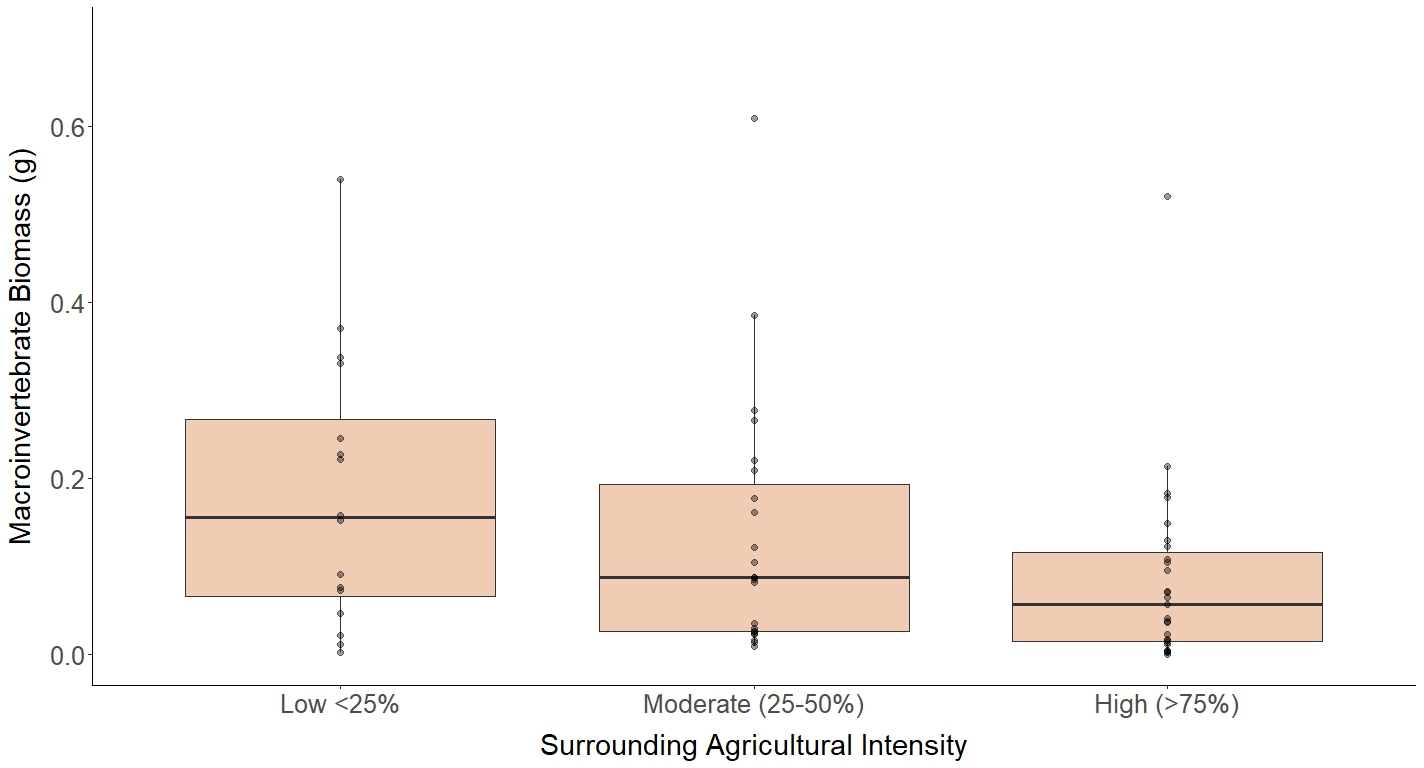 Macroinvertebrate Biomass (g)
0.6
0.4
0.2
0.0
Low <25%
Moderate (25-50%)
High (>75%)
Surrounding Agricultural Intensity